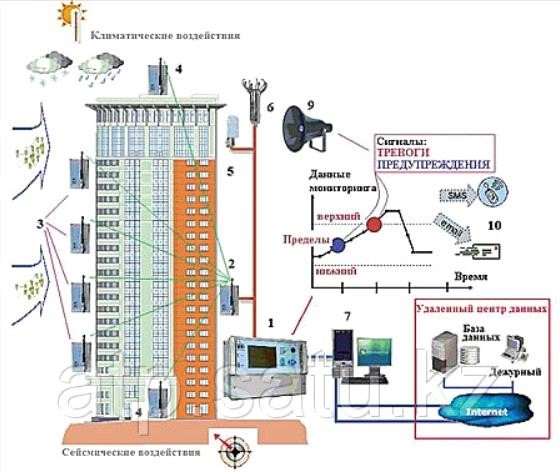 Климатические воздействия
4
6
9
Сигналы:
ТРЕВОГИ
ПРЕДУПРЕЖДЕНИЯ
Данные
мониторинга
SMS
5
верхний
email
10
3
Пределы
2
нижний
Время
1
7
Удаленный центр данных
База
данных
Дежурный
Internet
4
atp.satu.kz
Сейсмические воздействия